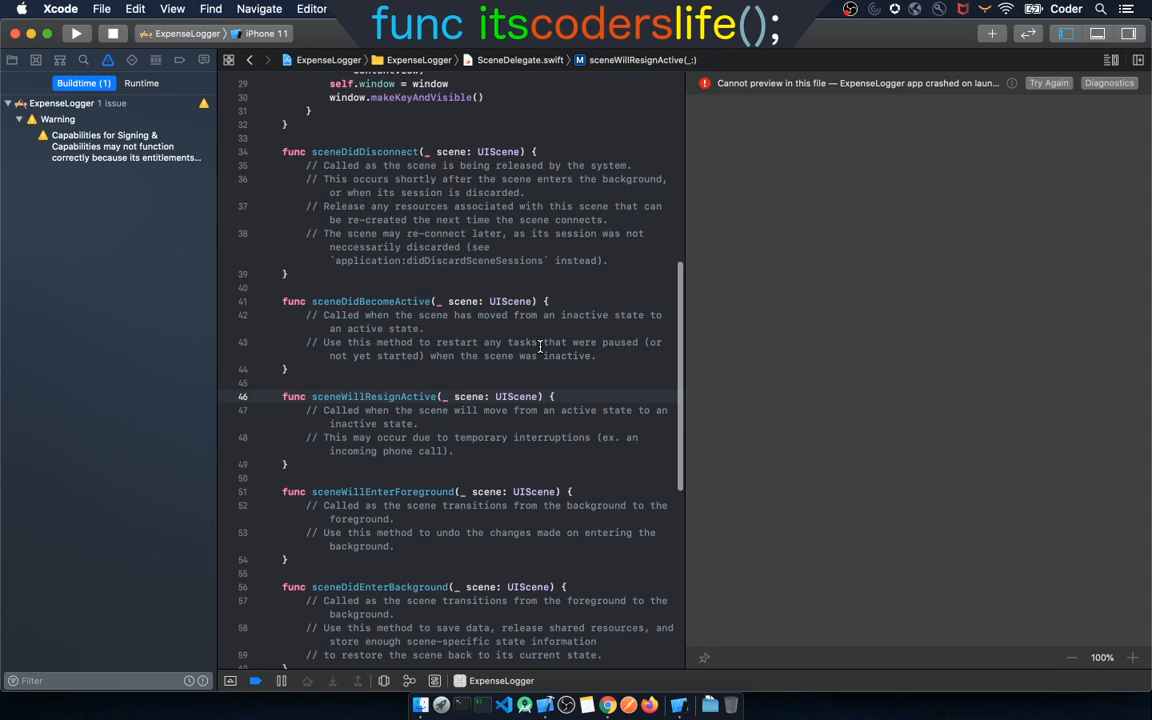 Xcode File Edit View Find Navigate Editor Coder
func itscoderslife();
ExpenseLogger iPhone 11
ExpenseLogger ExpenseLogger SceneDelegate.swift M sceneWillResignActive(_:)
Buildtime (1) Runtime
ExpenseLogger 1 issue
Warning
Capabilities for Signing &
Capabilities may not function
correctly because its entitlements...
29 self.window = window
30 window.makeKeyAndVisible()
31 }
32 }
33
34 func sceneDidDisconnect(_ scene: UIScene) {
35 // Called as the scene is being released by the system.
36 // This occurs shortly after the scene enters the background,
or when its session is discarded.
37 // Release any resources associated with this scene that can
be re-created the next time the scene connects.
38 // The scene may re-connect later, as its session was not
neccessarily discarded (see
`application:didDiscardSceneSessions` instead).
39 }
40
41 func sceneDidBecomeActive(_ scene: UIScene) {
42 // Called when the scene has moved from an inactive state to
an active state.
43 // Use this method to restart any tasks that were paused (or
not yet started) when the scene was inactive.
44 }
45
46 func sceneWillResignActive(_ scene: UIScene) {
47 // Called when the scene will move from an active state to an
inactive state.
48 // This may occur due to temporary interruptions (ex. an
incoming phone call).
49 }
50
51 func sceneWillEnterForeground(_ scene: UIScene) {
52 // Called as the scene transitions from the background to the
foreground.
53 // Use this method to undo the changes made on entering the
background.
54 }
55
56 func sceneDidEnterBackground(_ scene: UIScene) {
57 // Called as the scene transitions from the foreground to the
background.
58 // Use this method to save data, release shared resources, and
store enough scene-specific state information
59 // to restore the scene back to its current state.
Cannot preview in this file — ExpenseLogger app crashed on laun... Try Again Diagnostics
100%
Filter
ExpenseLogger